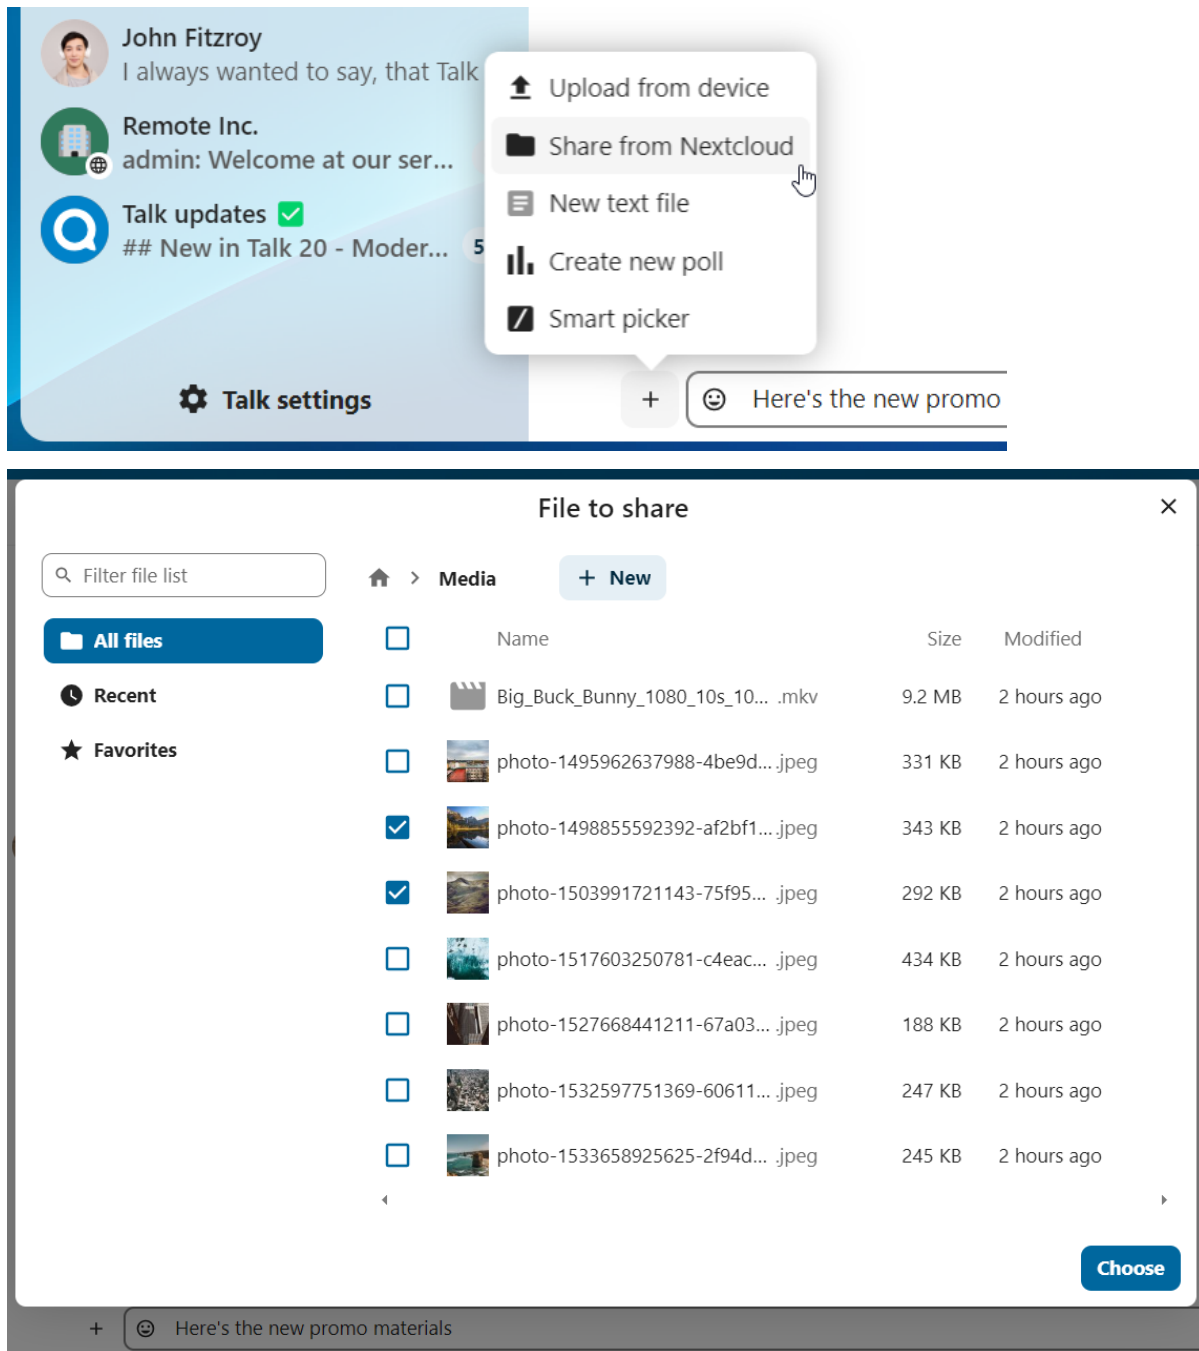 John Fitzroy
I always wanted to say, that Talk
Remote Inc.
admin: Welcome at our ser...
Talk updates ✅
## New in Talk 20 - Moder... 5
Talk settings
Upload from device
Share from Nextcloud
New text file
Create new poll
Smart picker
+ Here's the new promo
File to share
Filter file list
Media
+ New
All files
Recent
Favorites
Name Size Modified
Big_Buck_Bunny_1080_10s_10... .mkv 9.2 MB 2 hours ago
photo-1495962637988-4be9d... .jpeg 331 KB 2 hours ago
photo-1498855592392-af2bf1... .jpeg 343 KB 2 hours ago
photo-1503991721143-75f95... .jpeg 292 KB 2 hours ago
photo-1517603250781-c4eac... .jpeg 434 KB 2 hours ago
photo-1527668441211-67a03... .jpeg 188 KB 2 hours ago
photo-1532597751369-60611... .jpeg 247 KB 2 hours ago
photo-1533658925625-2f94d... .jpeg 245 KB 2 hours ago
Choose
+ Here's the new promo materials